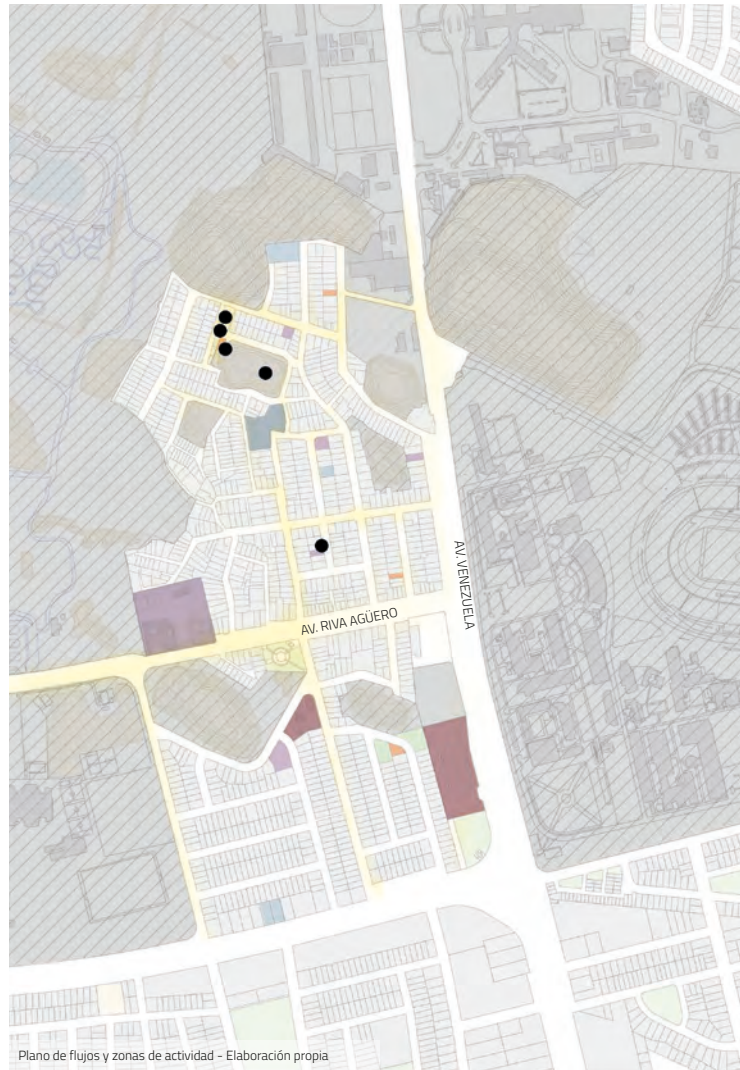 AV. VENEZUELA
AV. RIVA AGÜERO
Plano de flujos y zonas de actividad - Elaboración propia